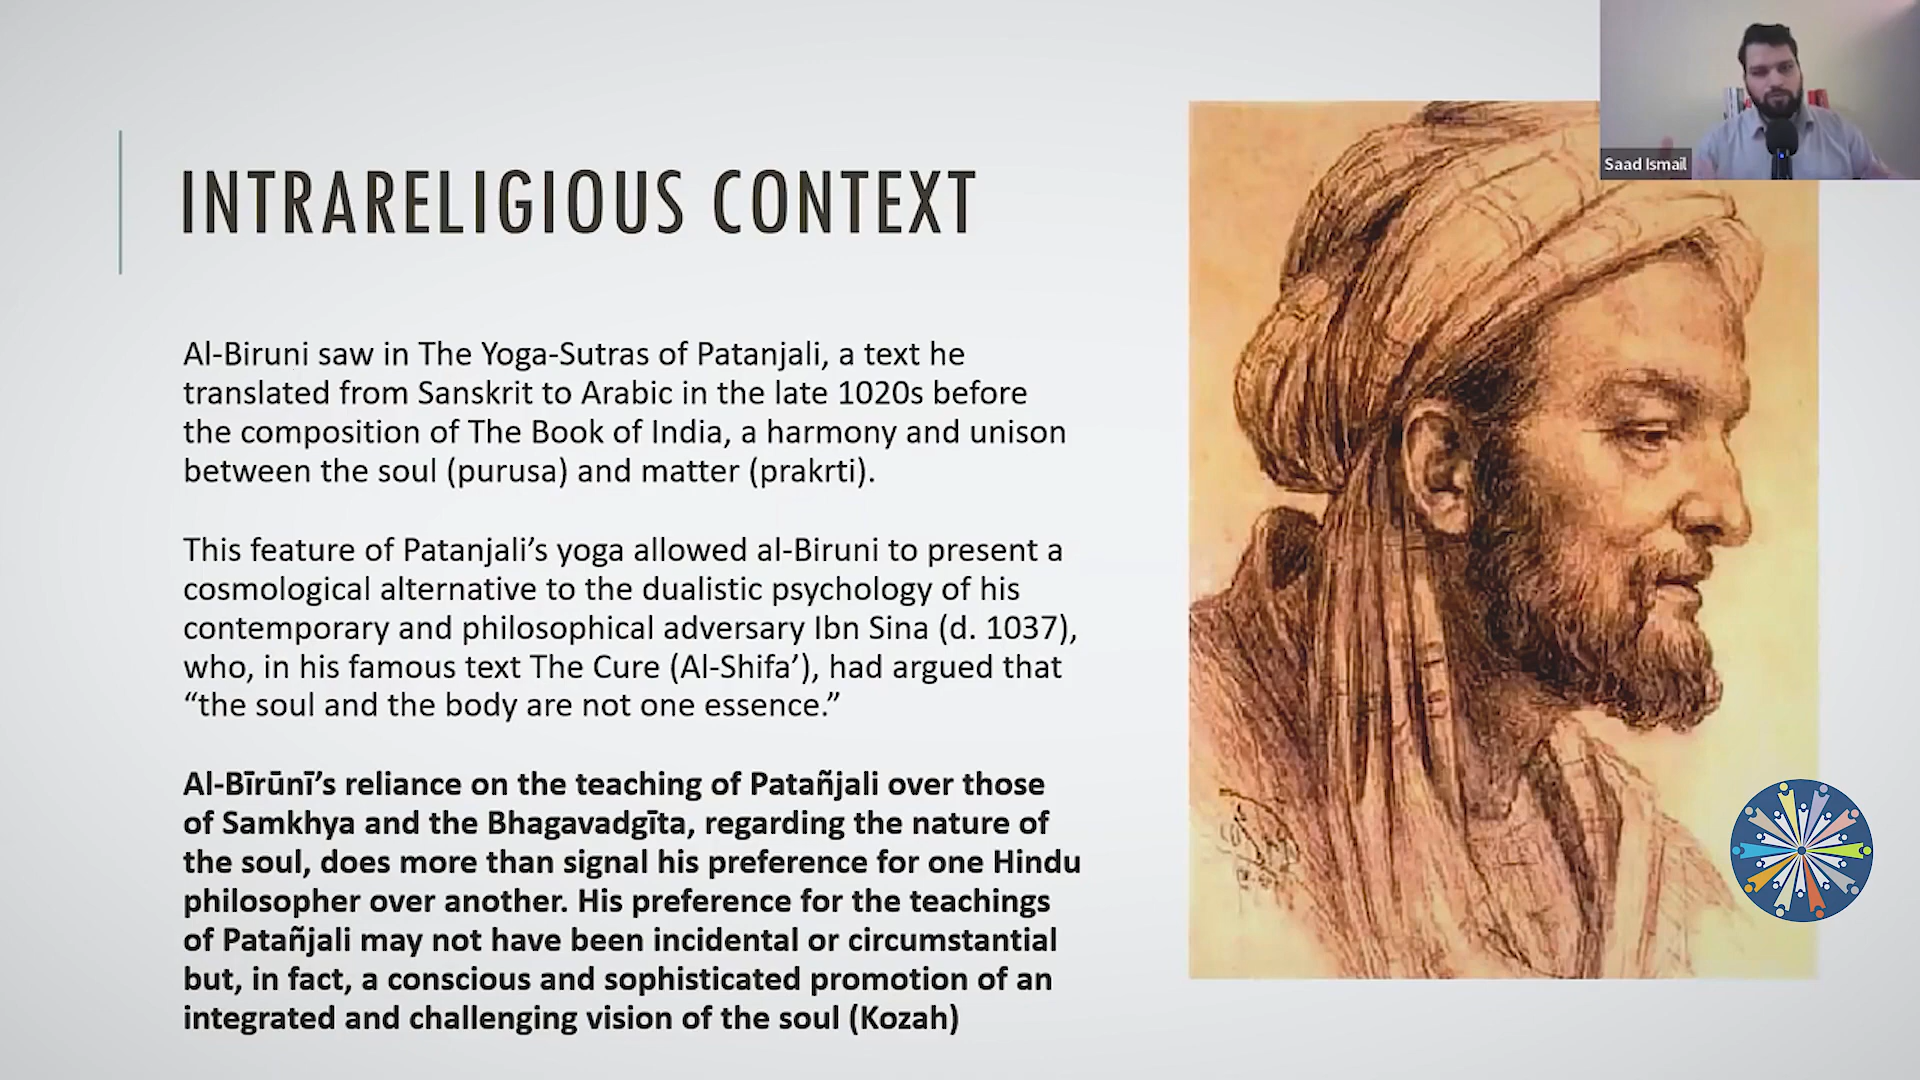 Saad Ismail
INTRARELIGIOUS CONTEXT
Al-Biruni saw in The Yoga-Sutras of Patanjali, a text he
translated from Sanskrit to Arabic in the late 1020s before
the composition of The Book of India, a harmony and unison
between the soul (purusa) and matter (prakrti).
This feature of Patanjali’s yoga allowed al-Biruni to present a
cosmological alternative to the dualistic psychology of his
contemporary and philosophical adversary Ibn Sina (d. 1037),
who, in his famous text The Cure (Al-Shifa’), had argued that
“the soul and the body are not one essence.”
Al-Bīrūnī’s reliance on the teaching of Patañjali over those
of Samkhya and the Bhagavadgīta, regarding the nature of
the soul, does more than signal his preference for one Hindu
philosopher over another. His preference for the teachings
of Patañjali may not have been incidental or circumstantial
but, in fact, a conscious and sophisticated promotion of an
integrated and challenging vision of the soul (Kozah)